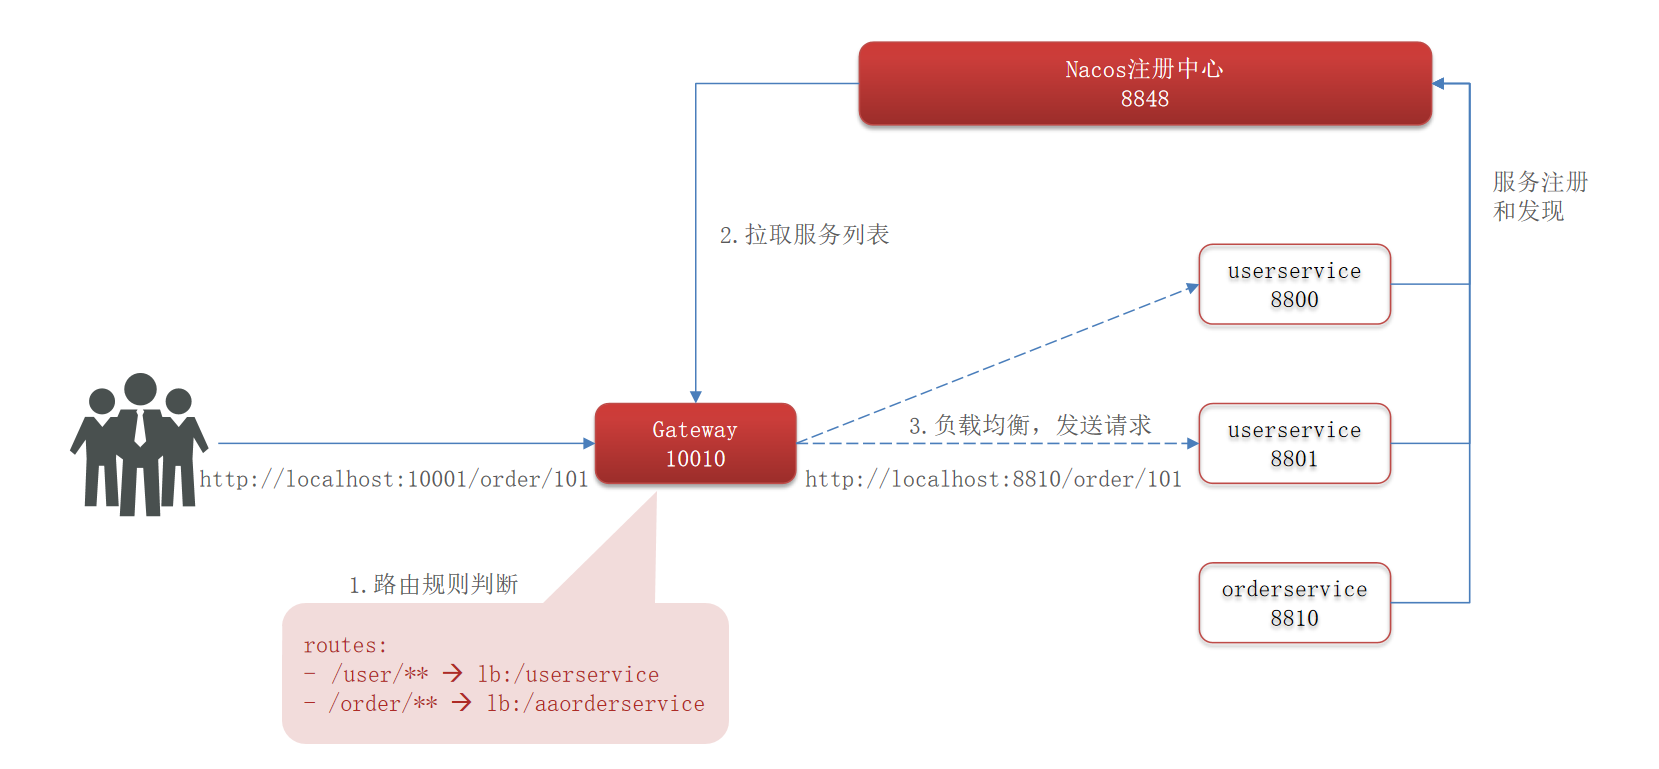 Nacos注册中心
8848
服务注册
和发现
2.拉取服务列表
userservice
8800
Gateway
10010
3.负载均衡，发送请求
userservice
8801
http://localhost:10001/order/101
http://localhost:8810/order/101
1.路由规则判断
orderservice
8810
routes:
- /user/** → lb:/userservice
- /order/** → lb:/aaorderservice